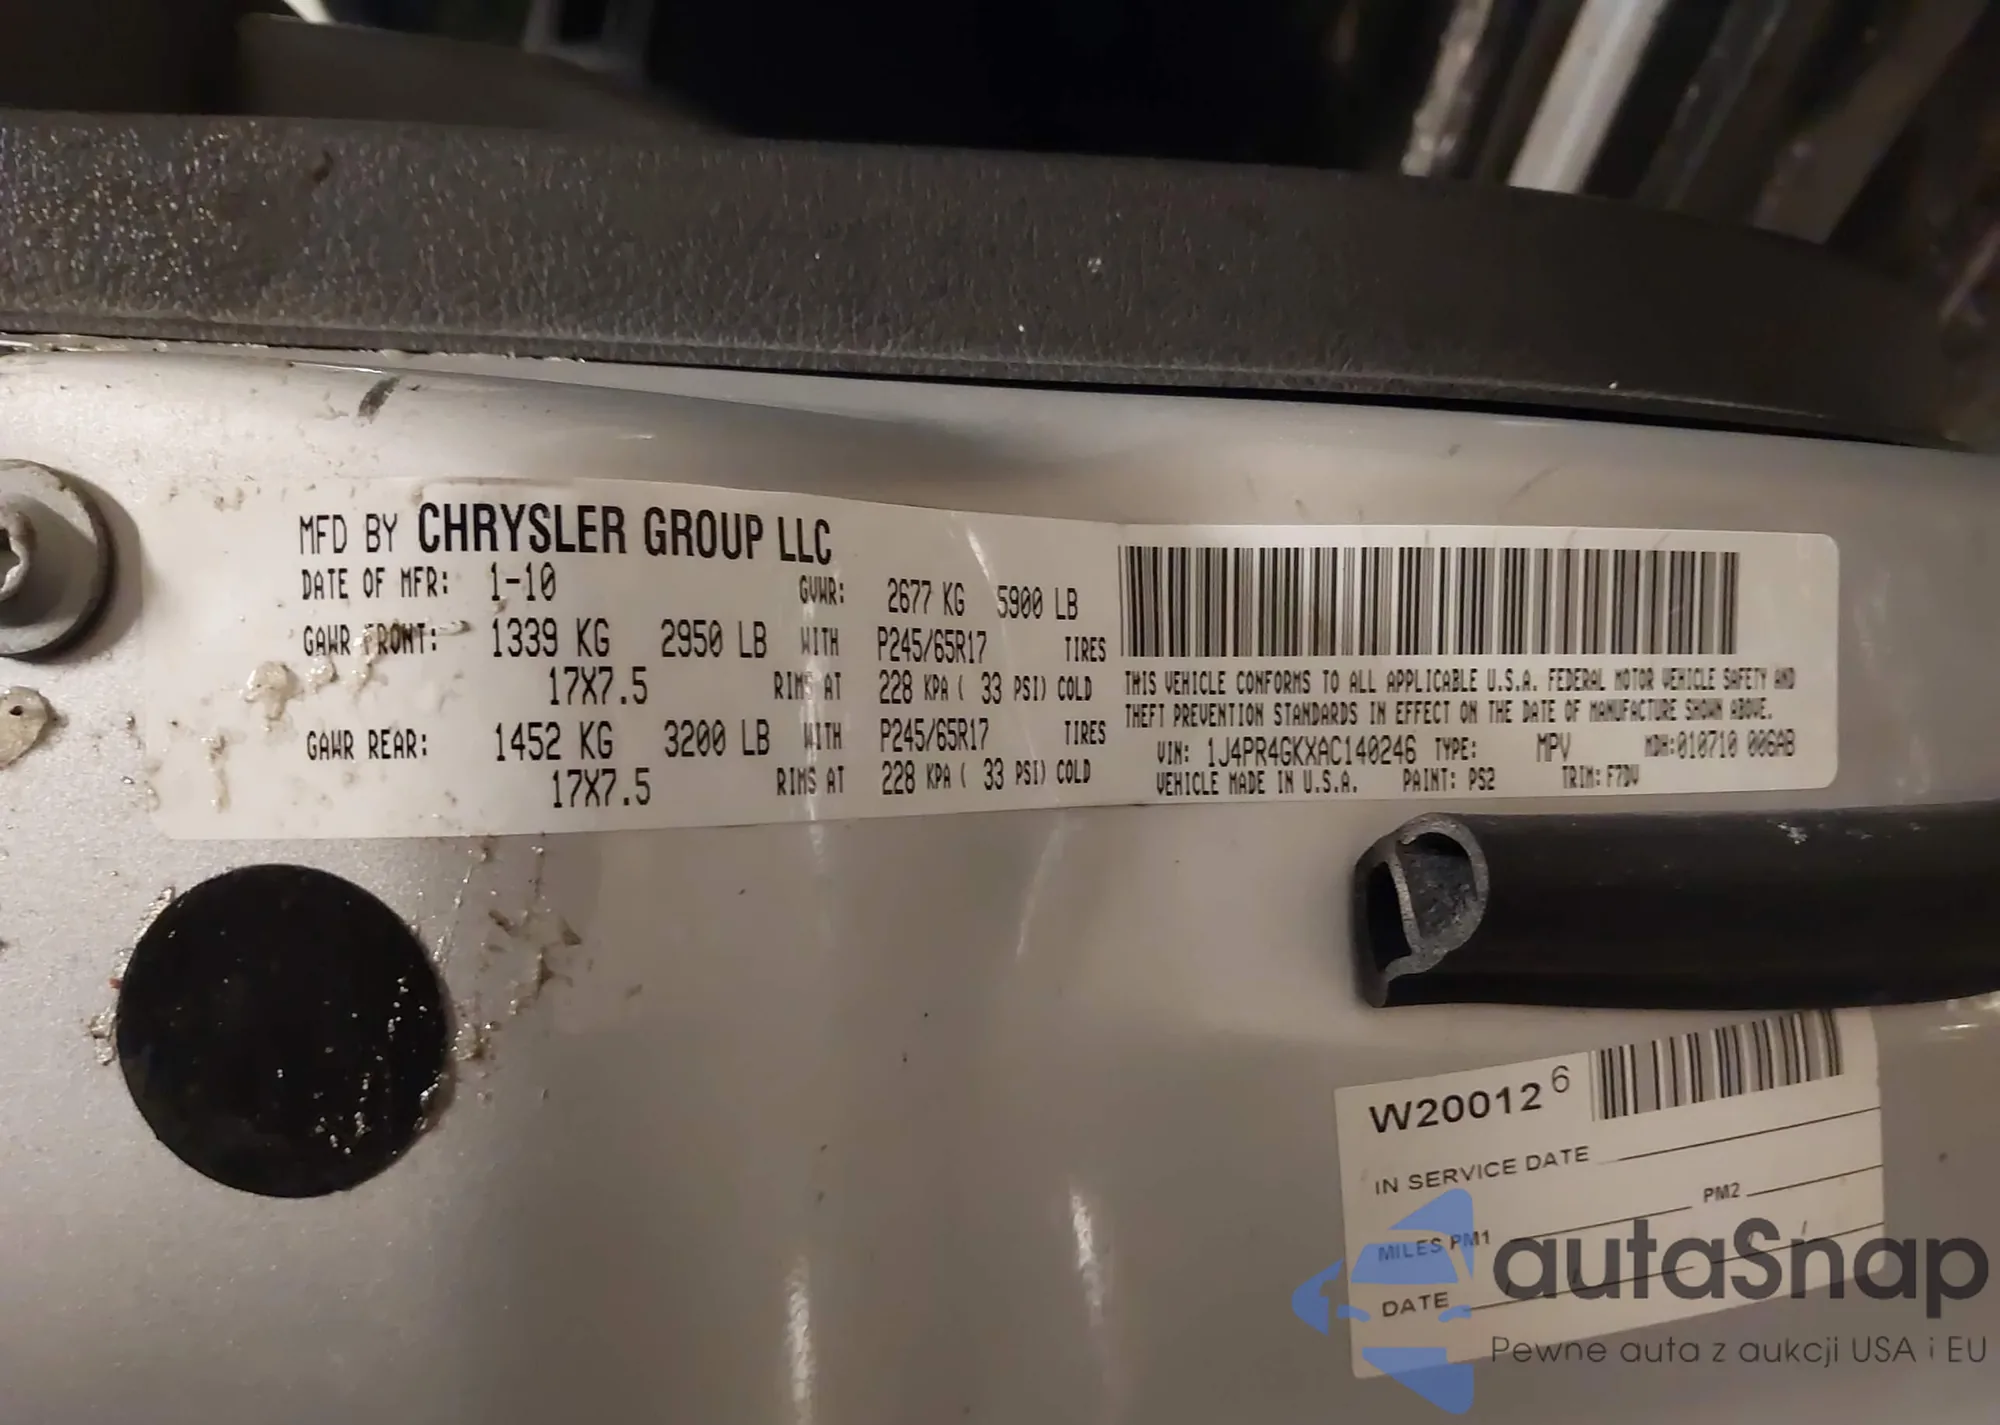 MFD BY CHRYSLER GROUP LLC
DATE OF MFR: 1-10 GVWR: 2677 KG 5900 LB
GAWR FRONT: 1339 KG 2950 LB WITH P245/65R17 TIRES
17X7.5 RIMS AT 228 KPA ( 33 PSI) COLD
GAWR REAR: 1452 KG 3200 LB WITH P245/65R17 TIRES
17X7.5 RIMS AT 228 KPA ( 33 PSI) COLD
THIS VEHICLE CONFORMS TO ALL APPLICABLE U.S.A. FEDERAL MOTOR VEHICLE SAFETY AND
THEFT PREVENTION STANDARDS IN EFFECT ON THE DATE OF MANUFACTURE SHOWN ABOVE.
VIN: 1J4PR4GKXAC140246 TYPE: MPV MDH:010710 006AB
VEHICLE MADE IN U.S.A. PAINT: PS2 TRIM: F7DV
W20012 6
IN SERVICE DATE
MILES PM1 PM2
DATE / /
autaSnap
Pewne auta z aukcji USA i EU